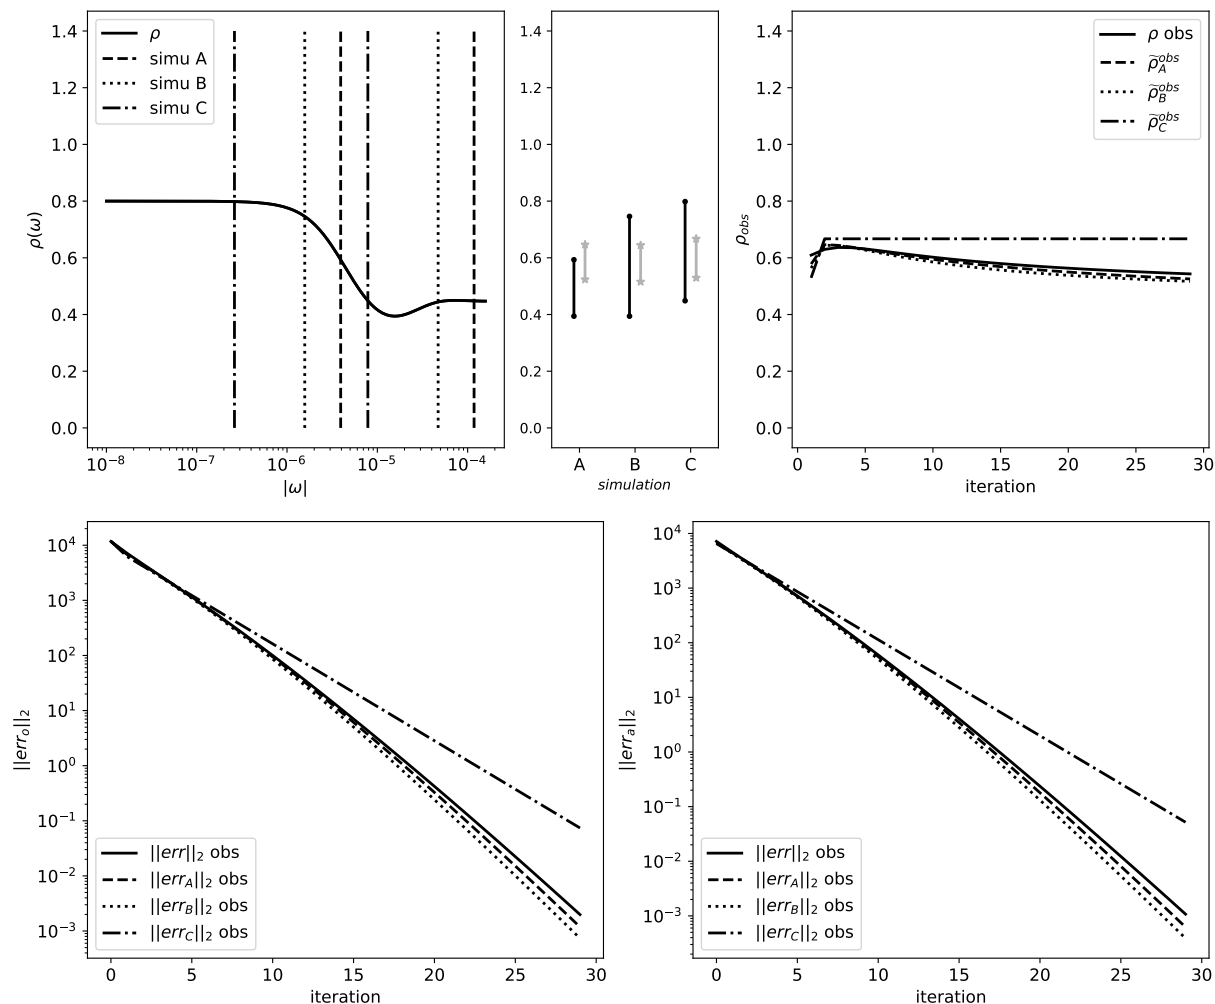 1.4
1.2
1.0
0.8
0.6
0.4
0.2
0.0
ρ(ω)
ρ
simu A
simu B
simu C
10⁻⁸ 10⁻⁷ 10⁻⁶ 10⁻⁵ 10⁻⁴
|ω|
1.4
1.2
1.0
0.8
0.6
0.4
0.2
0.0
A B C
simulation
1.4
1.2
1.0
0.8
0.6
0.4
0.2
0.0
ρ_obs
ρ obs
ρ̃_A^obs
ρ̃_B^obs
ρ̃_C^obs
0 5 10 15 20 25 30
iteration
10⁴
10³
10²
10¹
10⁰
10⁻¹
10⁻²
10⁻³
||err_o||₂
||err||₂ obs
||err_A||₂ obs
||err_B||₂ obs
||err_C||₂ obs
0 5 10 15 20 25 30
iteration
10⁴
10³
10²
10¹
10⁰
10⁻¹
10⁻²
10⁻³
||err_a||₂
||err||₂ obs
||err_A||₂ obs
||err_B||₂ obs
||err_C||₂ obs
0 5 10 15 20 25 30
iteration